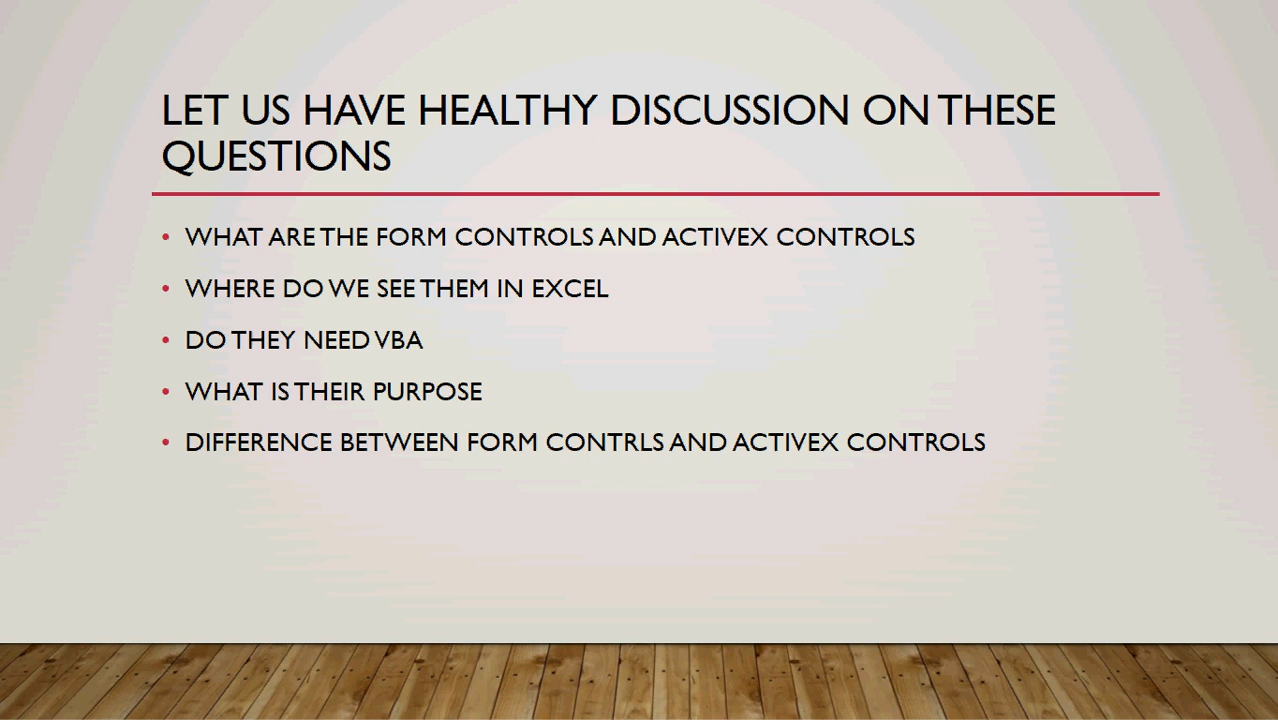 LET US HAVE HEALTHY DISCUSSION ON THESE
QUESTIONS
• WHAT ARE THE FORM CONTROLS AND ACTIVEX CONTROLS
• WHERE DO WE SEE THEM IN EXCEL
• DO THEY NEED VBA
• WHAT IS THEIR PURPOSE
• DIFFERENCE BETWEEN FORM CONTRLS AND ACTIVEX CONTROLS